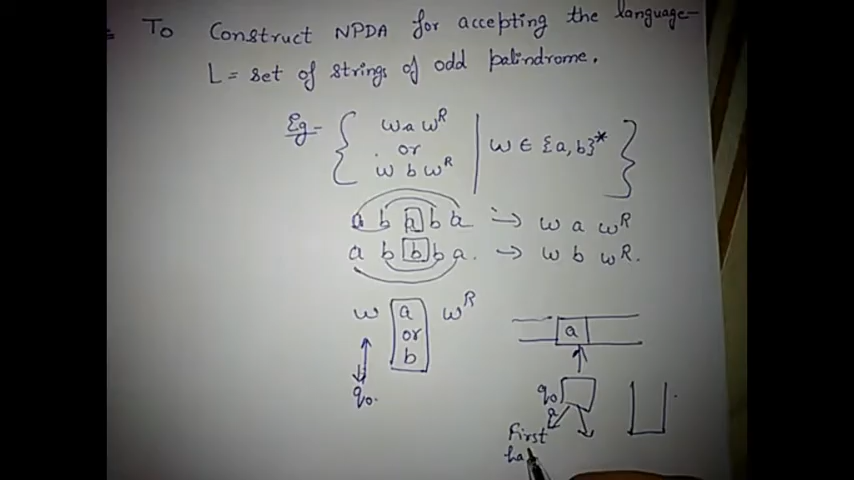 To Construct NPDA for accepting the language-
L = set of strings of odd palindrome.
Eg- { w a w^R
or
w b w^R | w ∈ {a, b}* }
a b a b a → w a w^R
a b b b a. → w b w^R.
w a w^R
or
b
q0.
a
q0
First
ha